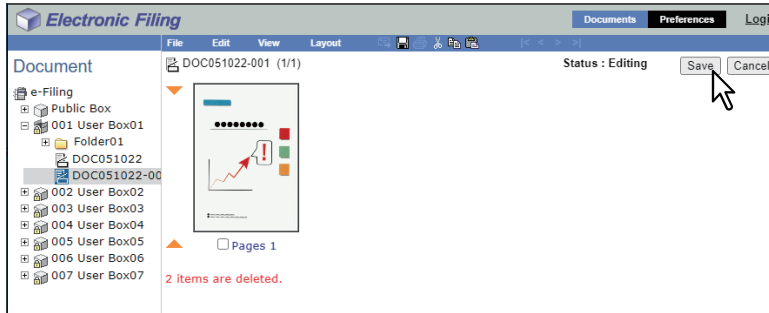 Electronic Filing
Documents Preferences Logi
File Edit View Layout |< < > >|
Document
DOC051022-001 (1/1) Status : Editing Save Cancel
e-Filing
Public Box
001 User Box01
Folder01
DOC051022
DOC051022-00
002 User Box02
003 User Box03
004 User Box04
005 User Box05
006 User Box06
007 User Box07
!
Pages 1
2 items are deleted.